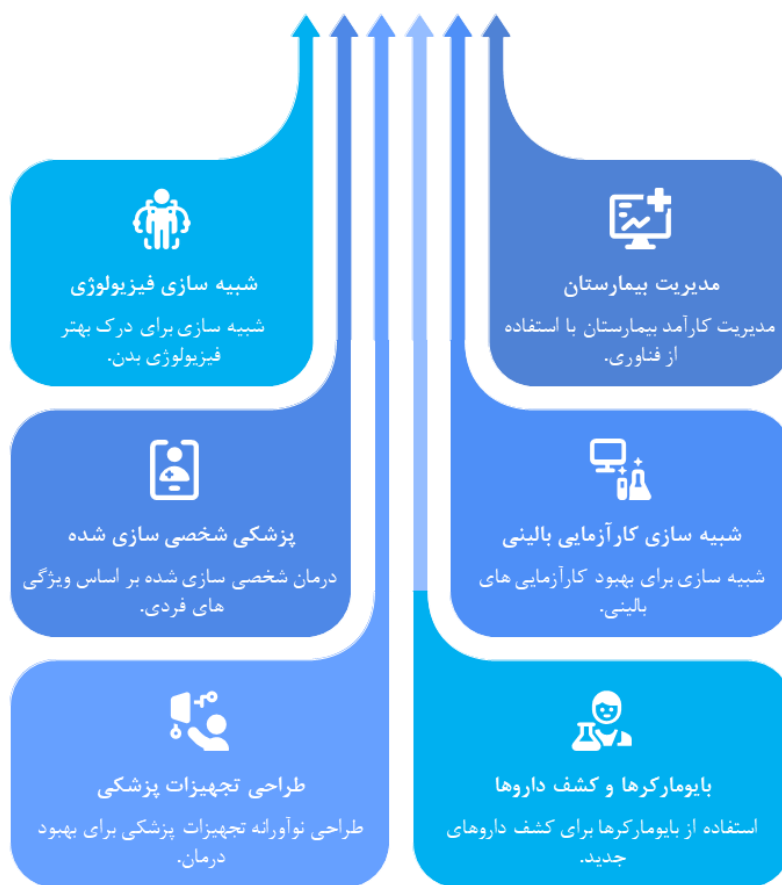 مدیریت بیمارستان
مدیریت کارآمد بیمارستان با استفاده
از فناوری.
شبیه سازی فیزیولوژی
شبیه سازی برای درک بهتر
فیزیولوژی بدن.
شبیه سازی کارآزمایی بالینی
شبیه سازی برای بهبود کارآزمایی های
بالینی.
پزشکی شخصی سازی شده
درمان شخصی سازی شده بر اساس ویژگی
های فردی.
بایومارکرها و کشف داروها
استفاده از بایومارکرها برای کشف داروهای
جدید.
طراحی تجهیزات پزشکی
طراحی نوآورانه تجهیزات پزشکی برای بهبود
درمان.